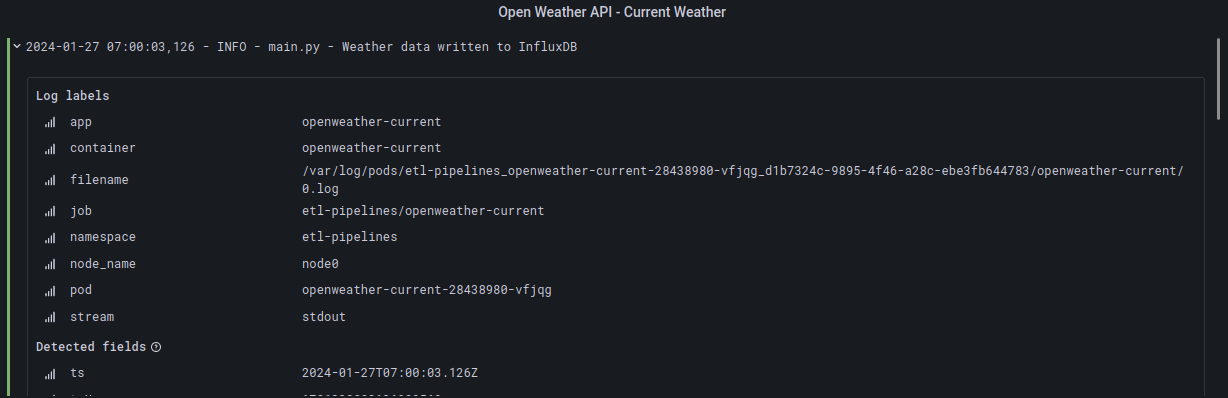 Open Weather API - Current Weather
2024-01-27 07:00:03,126 - INFO - main.py - Weather data written to InfluxDB
Log labels
app openweather-current
container openweather-current
filename /var/log/pods/etl-pipelines_openweather-current-28438980-vfjqg_d1b7324c-9895-4f46-a28c-ebe3fb644783/openweather-current/
0.log
job etl-pipelines/openweather-current
namespace etl-pipelines
node_name node0
pod openweather-current-28438980-vfjqg
stream stdout
Detected fields
ts 2024-01-27T07:00:03.126Z